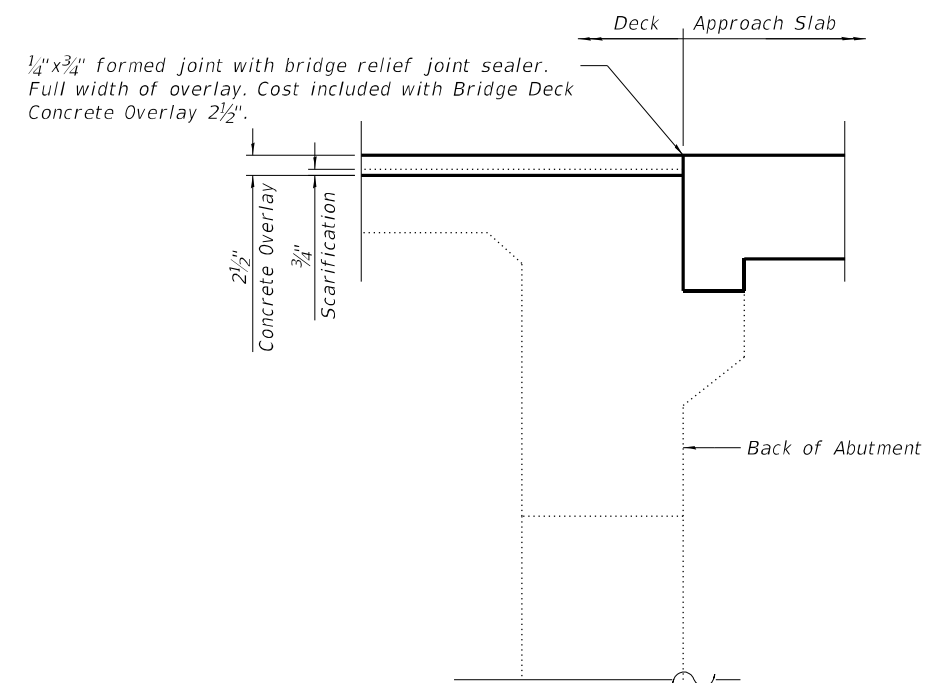 Deck
Approach Slab
¼"x¾" formed joint with bridge relief joint sealer.
Full width of overlay. Cost included with Bridge Deck
Concrete Overlay 2½".
2½"
Concrete Overlay
¾"
Scarification
Back of Abutment